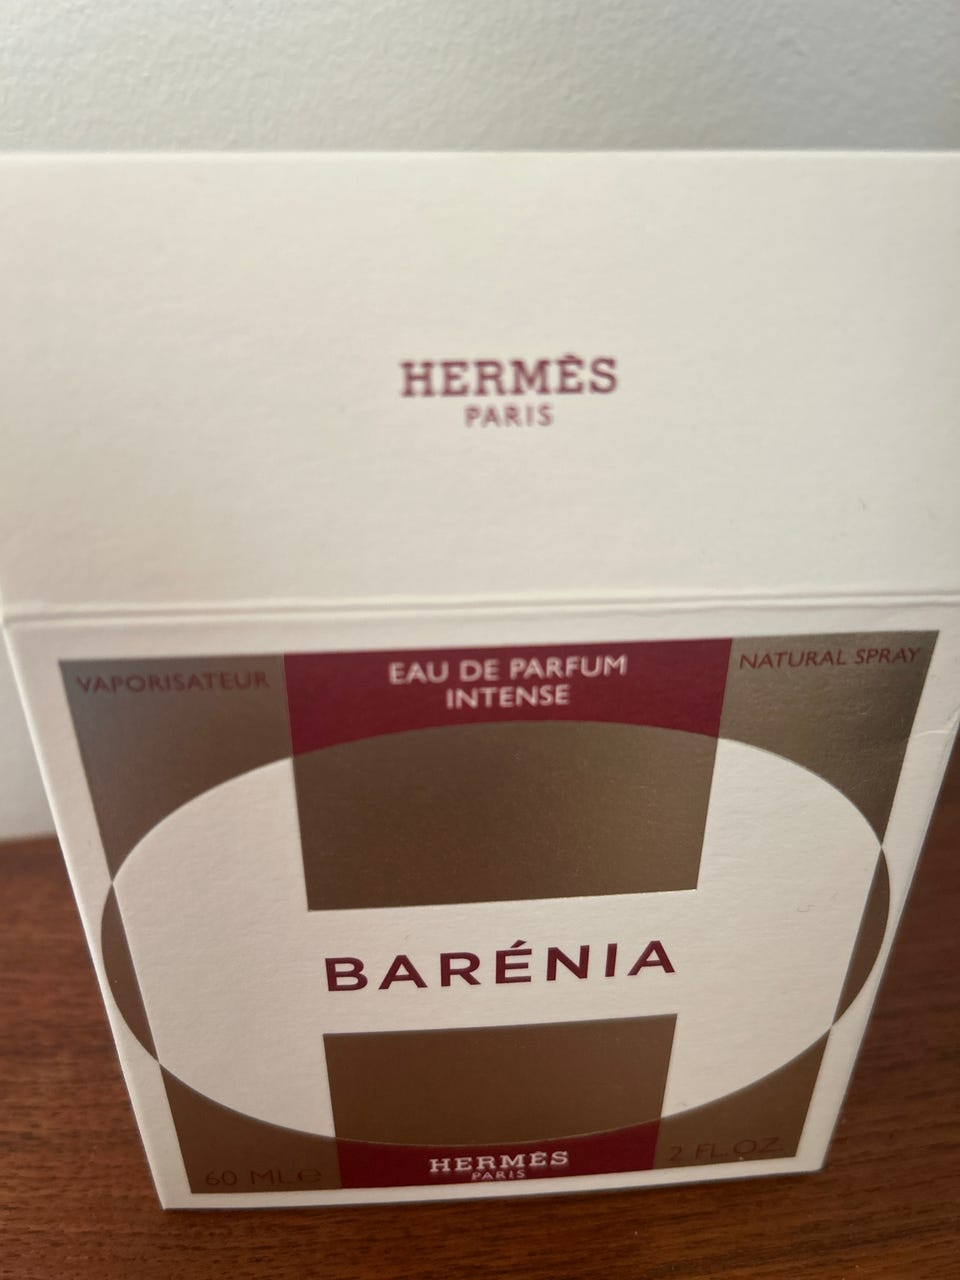 HERMÈS
PARIS
VAPORISATEUR
EAU DE PARFUM
INTENSE
NATURAL SPRAY
BARÉNIA
60 ML ℮
HERMÈS
PARIS
2 FL.OZ.